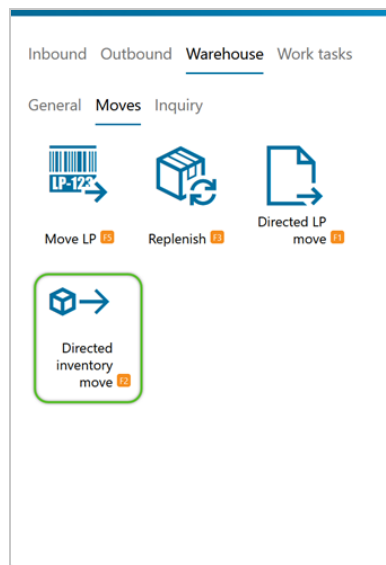 Inbound Outbound Warehouse Work tasks
General Moves Inquiry
LP-123
Move LP F5
Replenish F3
Directed LP
move F1
Directed
inventory
move F2